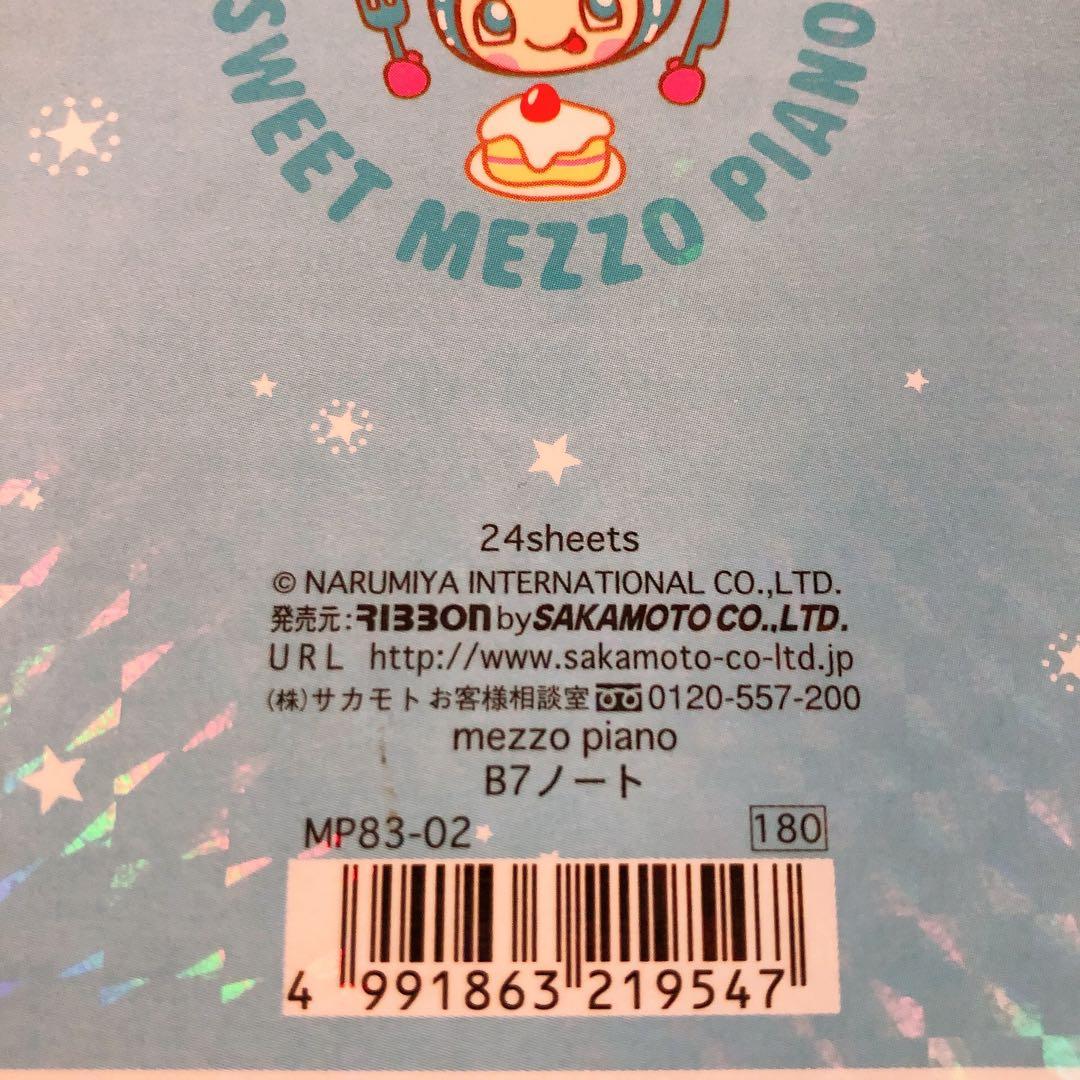 SWEET MEZZO PIANO
24sheets
© NARUMIYA INTERNATIONAL CO.,LTD.
発売元:RIBBON by SAKAMOTO CO.,LTD.
URL http://www.sakamoto-co-ltd.jp
(株)サカモト お客様相談室 0120-557-200
mezzo piano
B7ノート
MP83-02 180
4 991863 219547